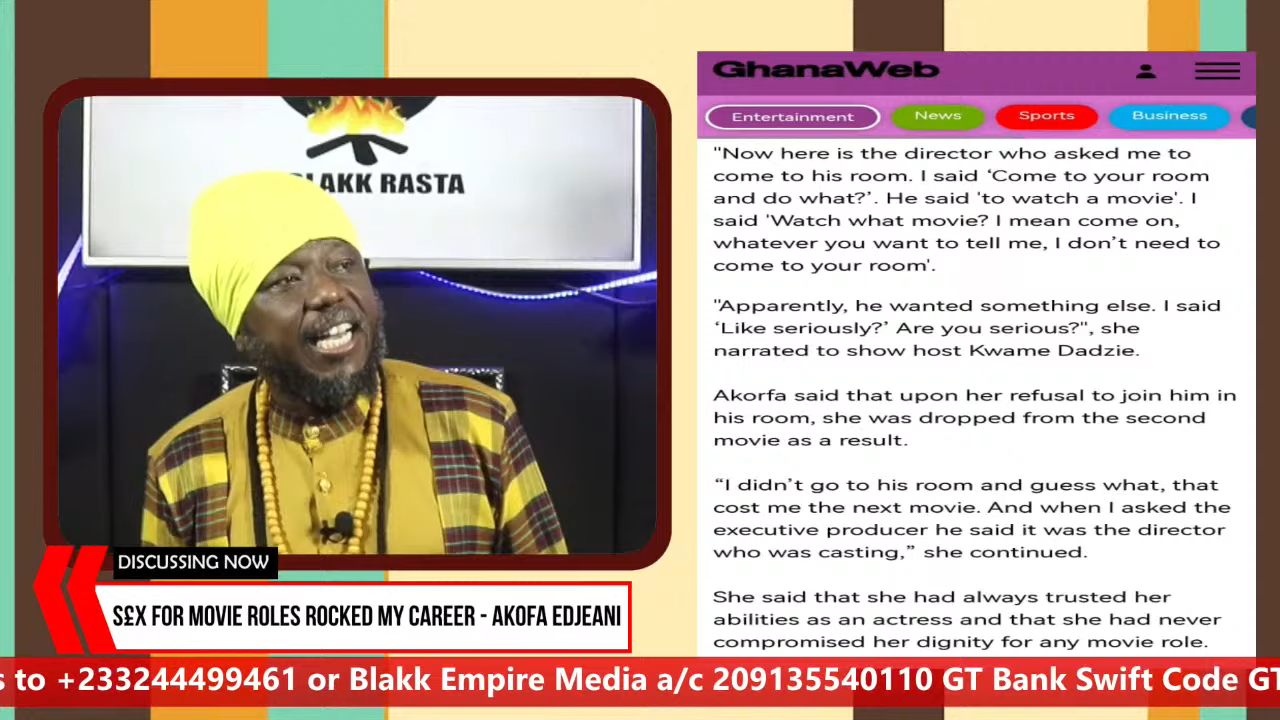 BLAKK RASTA
DISCUSSING NOW
S£X FOR MOVIE ROLES ROCKED MY CAREER - AKOFA EDJEANI
GhanaWeb
Entertainment
News
Sports
Business
"Now here is the director who asked me to
come to his room. I said ‘Come to your room
and do what?’. He said 'to watch a movie'. I
said 'Watch what movie? I mean come on,
whatever you want to tell me, I don’t need to
come to your room'.
"Apparently, he wanted something else. I said
‘Like seriously?’ Are you serious?", she
narrated to show host Kwame Dadzie.
Akorfa said that upon her refusal to join him in
his room, she was dropped from the second
movie as a result.
“I didn’t go to his room and guess what, that
cost me the next movie. And when I asked the
executive producer he said it was the director
who was casting,” she continued.
She said that she had always trusted her
abilities as an actress and that she had never
compromised her dignity for any movie role.
s to +233244499461 or Blakk Empire Media a/c 209135540110 GT Bank Swift Code GT